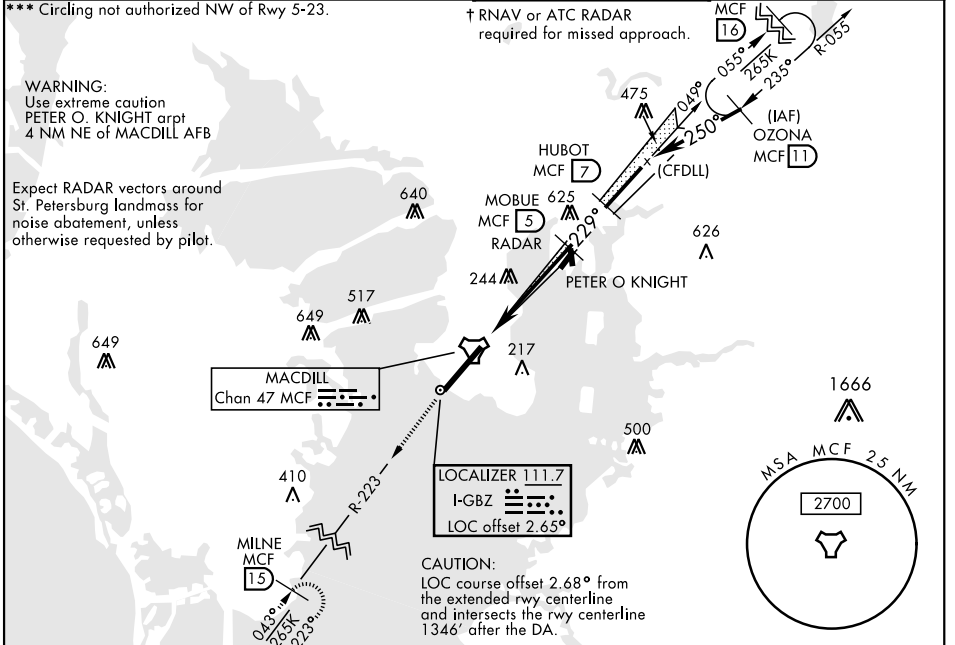 *** Circling not authorized NW of Rwy 5-23.
† RNAV or ATC RADAR
required for missed approach.
MCF
16
R-055
055°
265K
235°
WARNING:
Use extreme caution
PETER O. KNIGHT arpt
4 NM NE of MACDILL AFB
475
049°
250°
(IAF)
OZONA
MCF 11
HUBOT
MCF 7
(CFDLL)
Expect RADAR vectors around
St. Petersburg landmass for
noise abatement, unless
otherwise requested by pilot.
640
MOBUE
MCF 5
RADAR
625
229°
626
244
PETER O KNIGHT
517
649
649
217
MACDILL
Chan 47 MCF
1666
500
MSA MCF 25 NM
2700
LOCALIZER 111.7
I-GBZ
LOC offset 2.65°
410
R-223
MILNE
MCF
15
043°
265K
223°
CAUTION:
LOC course offset 2.68° from
the extended rwy centerline
and intersects the rwy centerline
1346' after the DA.